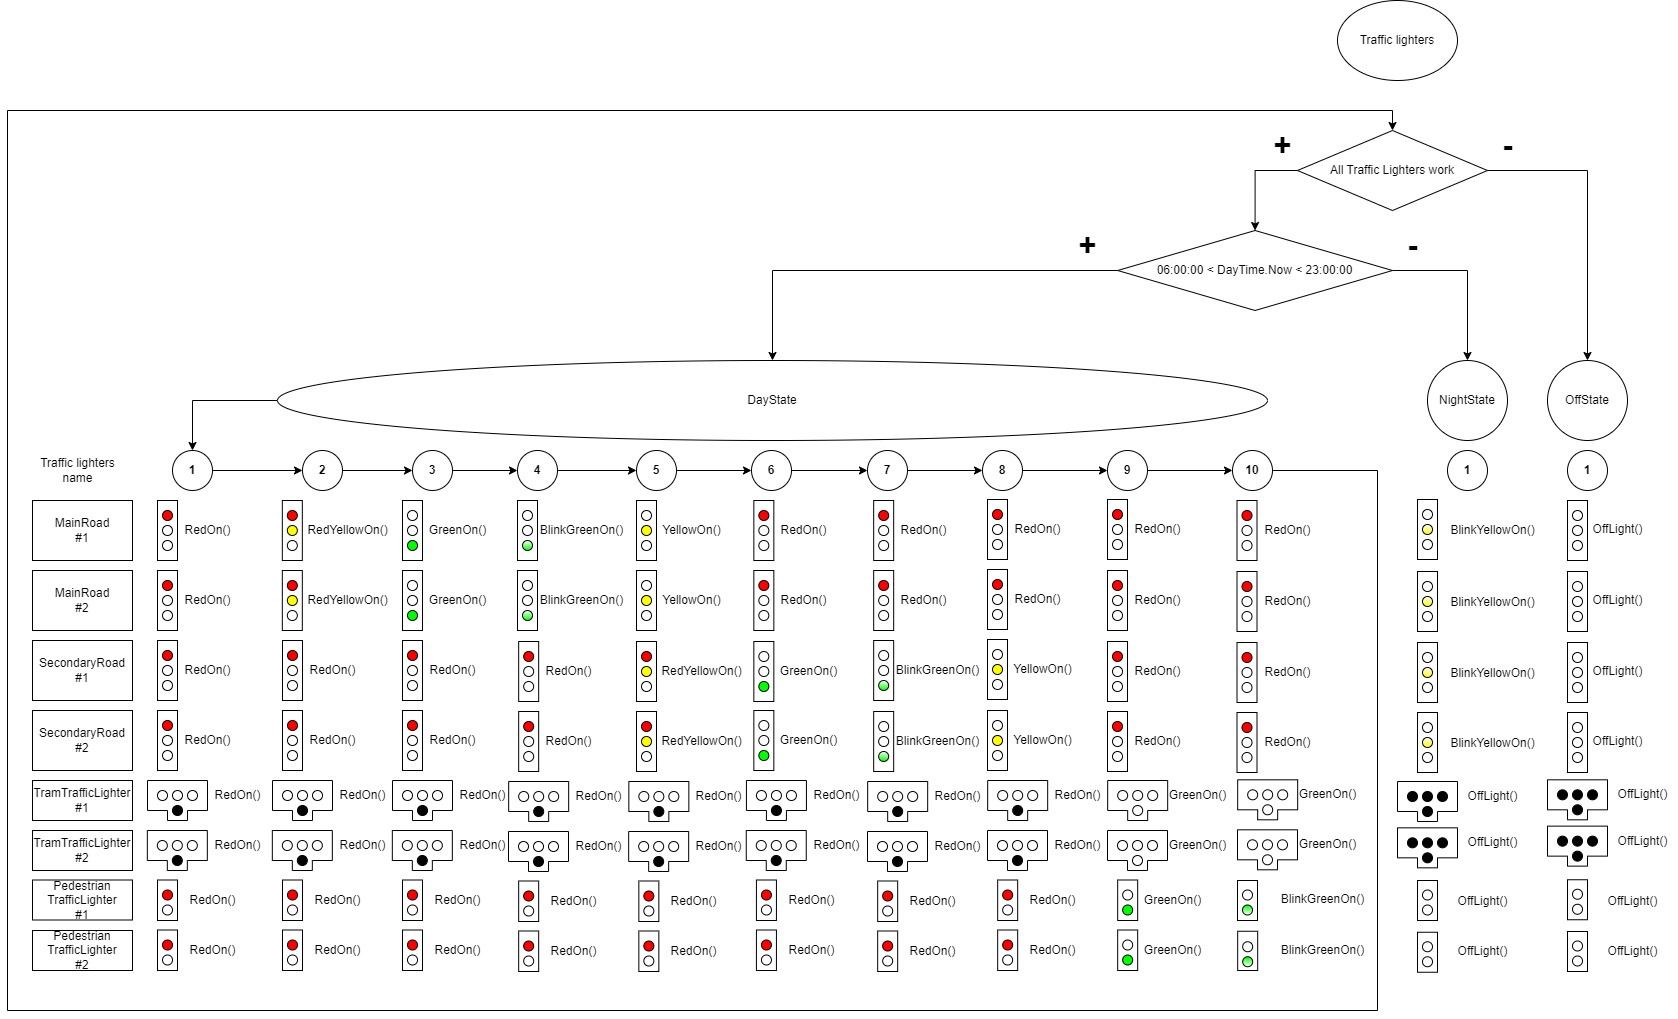 Traffic lighters
+
-
All Traffic Lighters work
+
-
06:00:00 < DayTime.Now < 23:00:00
DayState
NightState
OffState
Traffic lighters
name
1
2
3
4
5
6
7
8
9
10
1
1
MainRoad
#1
RedOn()
RedYellowOn()
GreenOn()
BlinkGreenOn()
YellowOn()
RedOn()
RedOn()
RedOn()
RedOn()
RedOn()
BlinkYellowOn()
OffLight()
MainRoad
#2
RedOn()
RedYellowOn()
GreenOn()
BlinkGreenOn()
YellowOn()
RedOn()
RedOn()
RedOn()
RedOn()
RedOn()
BlinkYellowOn()
OffLight()
SecondaryRoad
#1
RedOn()
RedOn()
RedOn()
RedOn()
RedYellowOn()
GreenOn()
BlinkGreenOn()
YellowOn()
RedOn()
RedOn()
BlinkYellowOn()
OffLight()
SecondaryRoad
#2
RedOn()
RedOn()
RedOn()
RedOn()
RedYellowOn()
GreenOn()
BlinkGreenOn()
YellowOn()
RedOn()
RedOn()
BlinkYellowOn()
OffLight()
TramTrafficLighter
#1
RedOn()
RedOn()
RedOn()
RedOn()
RedOn()
RedOn()
RedOn()
RedOn()
GreenOn()
GreenOn()
OffLight()
OffLight()
TramTrafficLighter
#2
RedOn()
RedOn()
RedOn()
RedOn()
RedOn()
RedOn()
RedOn()
RedOn()
GreenOn()
GreenOn()
OffLight()
OffLight()
Pedestrian
TrafficLighter
#1
RedOn()
RedOn()
RedOn()
RedOn()
RedOn()
RedOn()
RedOn()
RedOn()
GreenOn()
BlinkGreenOn()
OffLight()
OffLight()
Pedestrian
TrafficLighter
#2
RedOn()
RedOn()
RedOn()
RedOn()
RedOn()
RedOn()
RedOn()
RedOn()
GreenOn()
BlinkGreenOn()
OffLight()
OffLight()